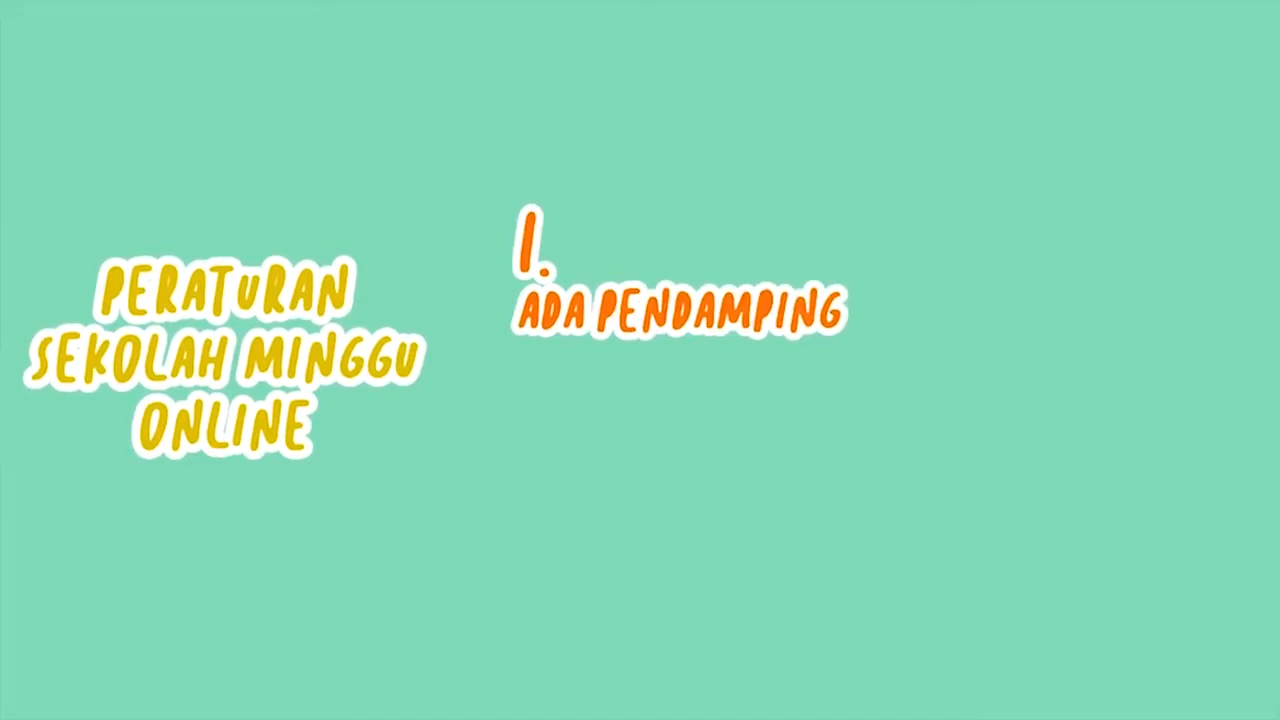 PERATURAN
SEKOLAH MINGGU
ONLINE
1.
ADA PENDAMPING